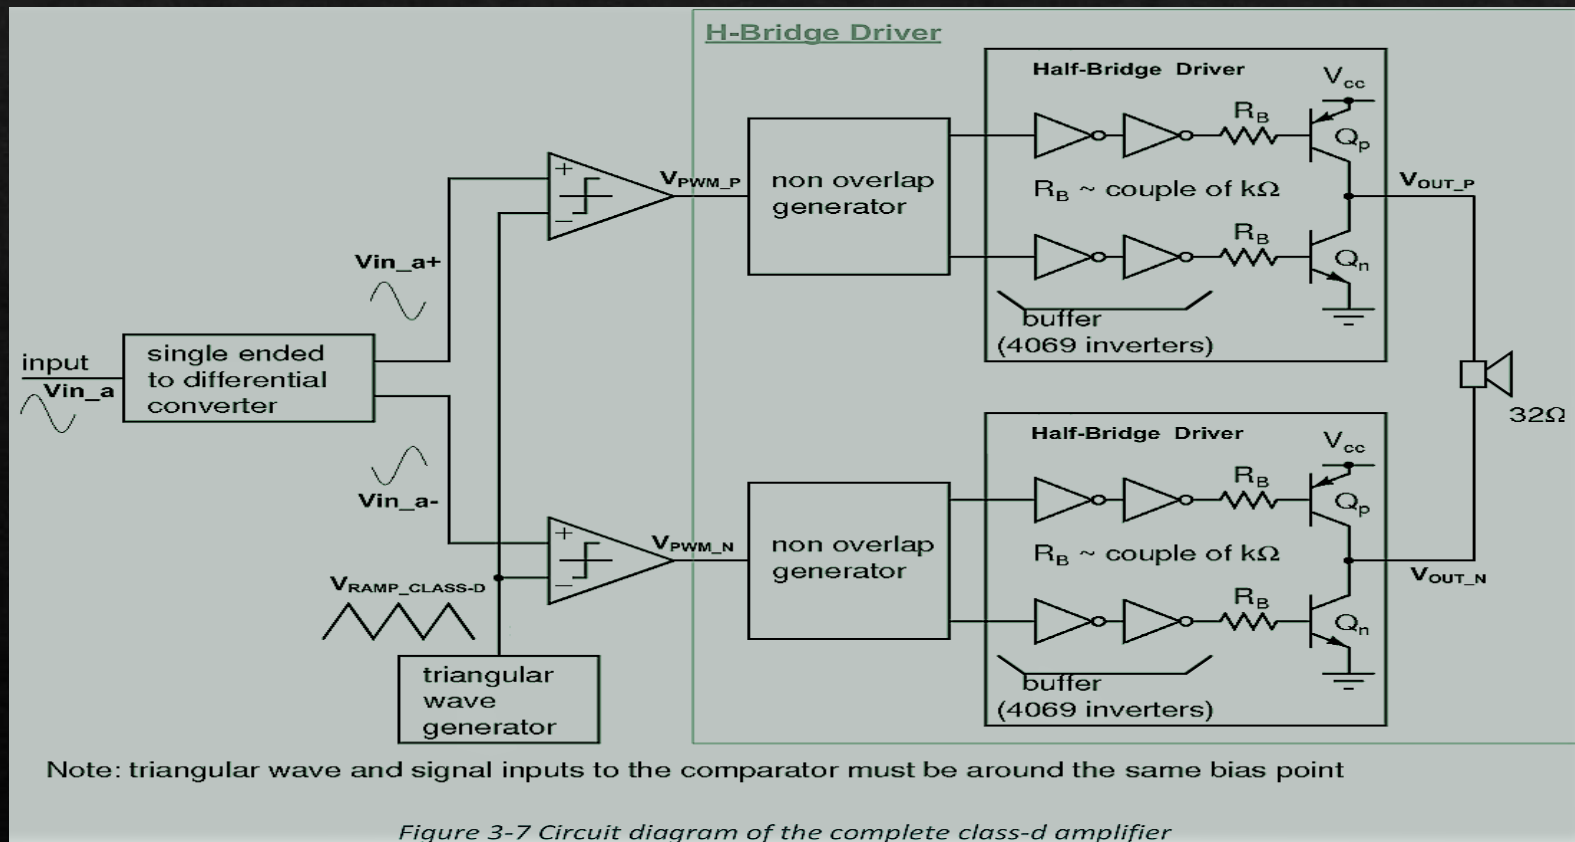 H-Bridge Driver
Half-Bridge Driver
Vcc
RB
Qp
RB ~ couple of kΩ
RB
Qn
buffer
(4069 inverters)
VOUT_P
VPWM_P
non overlap
generator
+
−
Vin_a+
input
Vin_a
single ended
to differential
converter
Vin_a-
32Ω
Half-Bridge Driver
Vcc
RB
Qp
RB ~ couple of kΩ
RB
Qn
buffer
(4069 inverters)
VOUT_N
VPWM_N
non overlap
generator
+
−
VRAMP_CLASS-D
triangular
wave
generator
Note: triangular wave and signal inputs to the comparator must be around the same bias point
Figure 3-7 Circuit diagram of the complete class-d amplifier